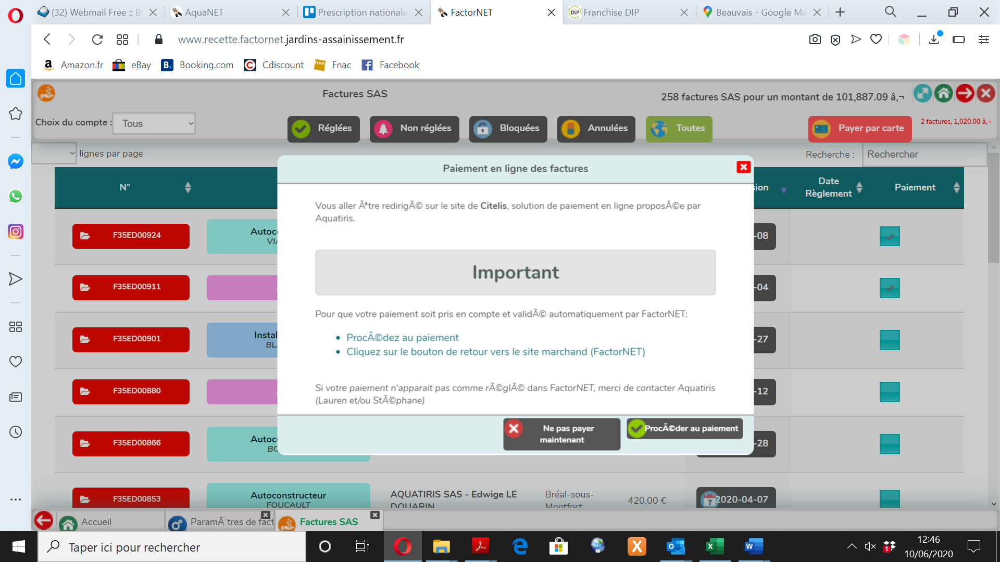 (32) Webmail Free :: Bo
AquaNET
Prescription nationale
FactorNET
Franchise DIP
Beauvais - Google Ma
www.recette.factornet.jardins-assainissement.fr
Amazon.fr
eBay
Booking.com
Cdiscount
Fnac
Facebook
Factures SAS
258 factures SAS pour un montant de 101,887.09 â‚¬
Choix du compte :
Tous
Réglées
Non réglées
Bloquées
Annulées
Toutes
Payer par carte
2 factures, 1,020.00 â‚¬
lignes par page
Recherche :
Rechercher
Paiement en ligne des factures
N°
sion
Date
Règlement
Paiement
Vous aller Ãªtre redirigÃ© sur le site de Citelis, solution de paiement en ligne proposÃ©e par
Aquatiris.
F35ED00924
Autoc
VIA
-08
Important
F35ED00911
-04
Pour que votre paiement soit pris en compte et validÃ© automatiquement par FactorNET:
ProcÃ©dez au paiement
Cliquez sur le bouton de retour vers le site marchand (FactorNET)
F35ED00901
Instal
BL
-27
Si votre paiement n'apparait pas comme rÃ©glÃ© dans FactorNET, merci de contacter Aquatiris
(Lauren et/ou StÃ©phane)
F35ED00880
-12
Ne pas payer
maintenant
ProcÃ©der au paiement
F35ED00866
Autoc
BO
-28
F35ED00853
Autoconstructeur
FOUCAULT
AQUATIRIS SAS - Edwige LE
DOUARIN
Bréal-sous-
Montfort
420,00 €
2020-04-07
Accueil
ParamÃ¨tres de fact
Factures SAS
Taper ici pour rechercher
12:46
10/06/2020